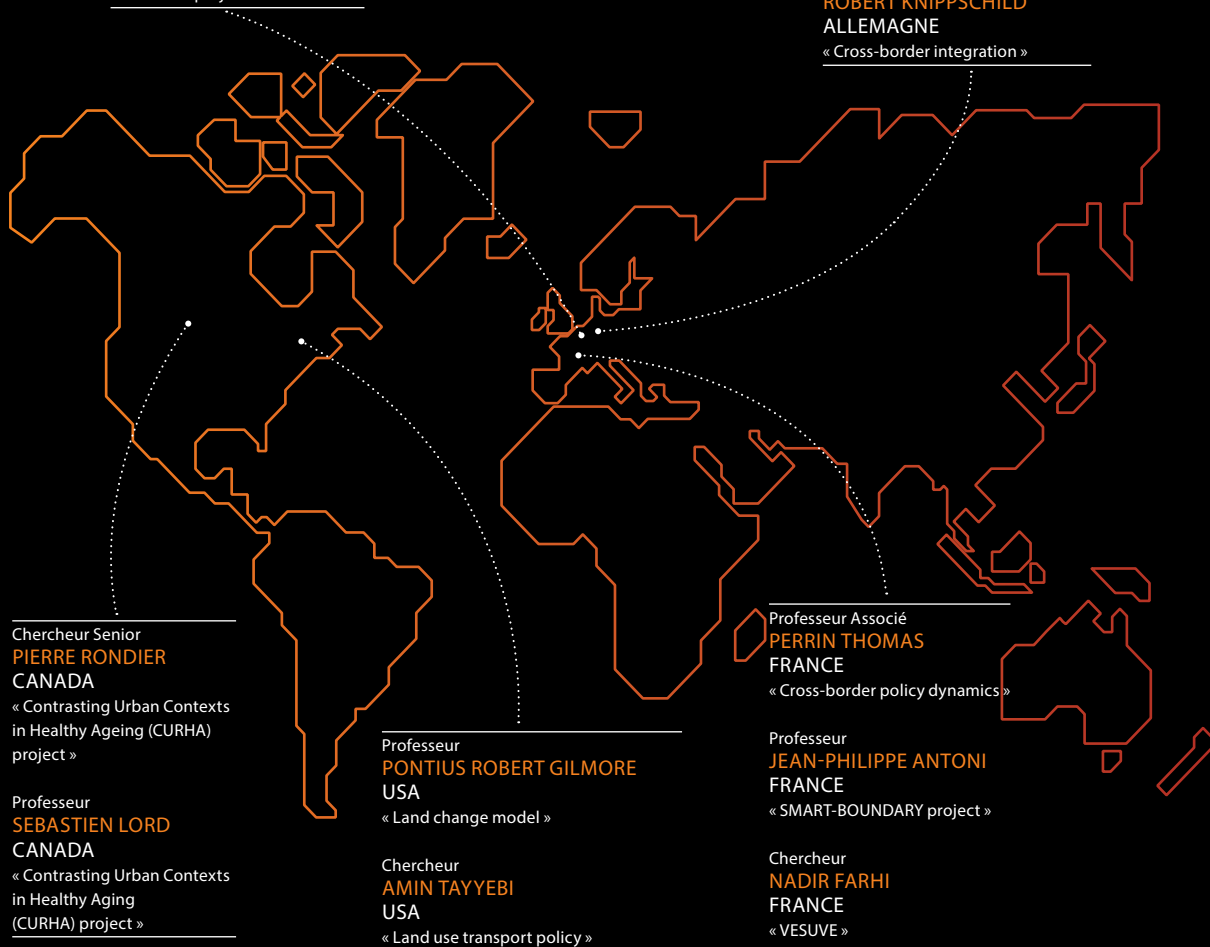 ROBERT KNIPPSCHILD
ALLEMAGNE
« Cross-border integration »
Chercheur Senior
PIERRE RONDIER
CANADA
« Contrasting Urban Contexts
in Healthy Ageing (CURHA)
project »
Professeur
SEBASTIEN LORD
CANADA
« Contrasting Urban Contexts
in Healthy Aging
(CURHA) project »
Professeur
PONTIUS ROBERT GILMORE
USA
« Land change model »
Chercheur
AMIN TAYYEBI
USA
« Land use transport policy »
Professeur Associé
PERRIN THOMAS
FRANCE
« Cross-border policy dynamics »
Professeur
JEAN-PHILIPPE ANTONI
FRANCE
« SMART-BOUNDARY project »
Chercheur
NADIR FARHI
FRANCE
« VESUVE »